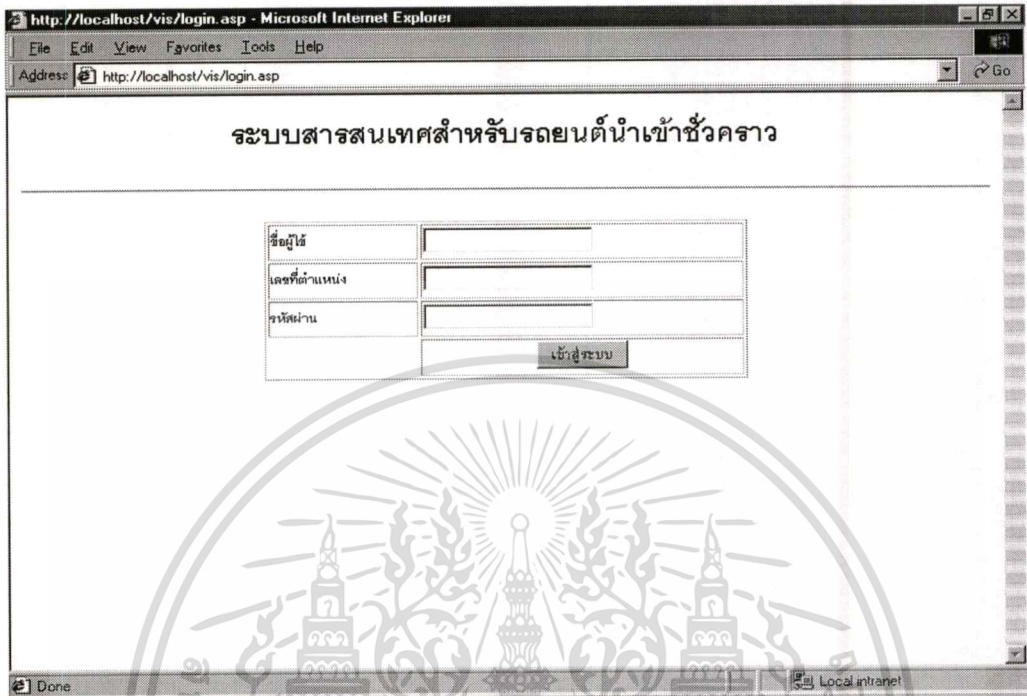 http://localhost/vis/login.asp - Microsoft Internet Explorer
File Edit View Favorites Tools Help
Address http://localhost/vis/login.asp Go
ระบบสารสนเทศสำหรับรถยนต์นำเข้าชั่วคราว
ชื่อผู้ใช้
เลขที่ตำแหน่ง
รหัสผ่าน
เข้าสู่ระบบ
Done Local intranet